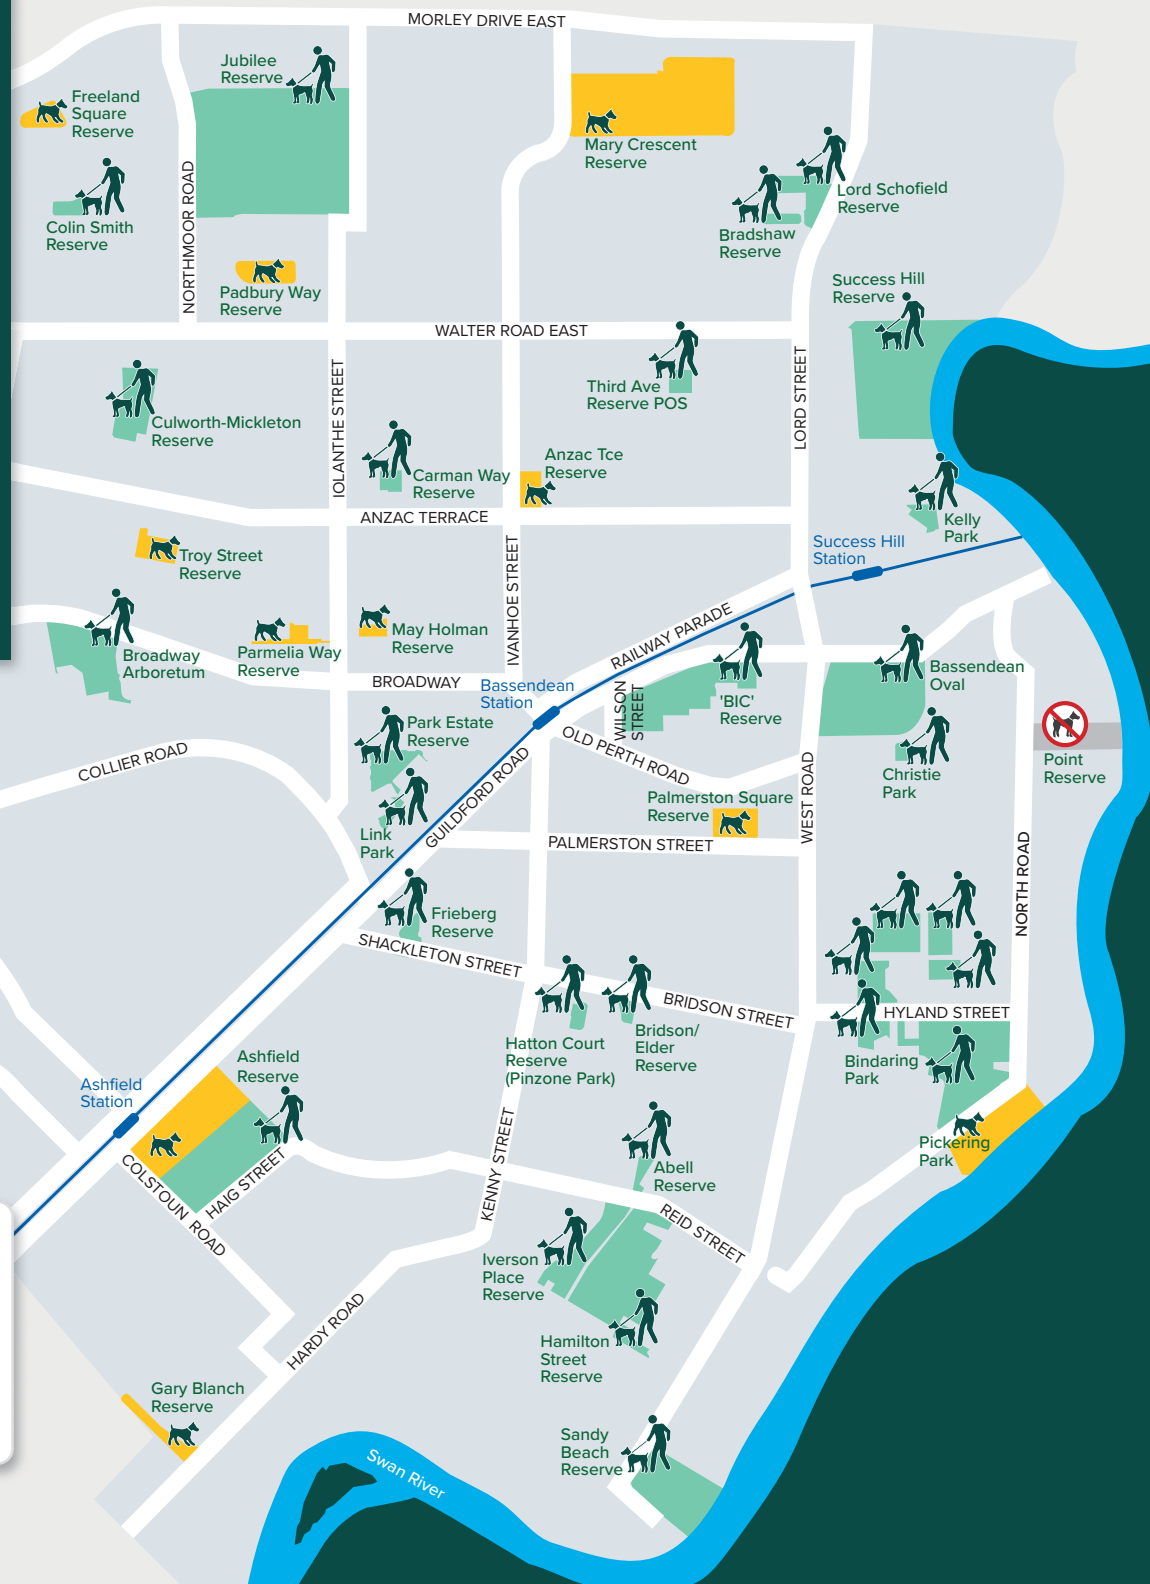 MORLEY DRIVE EAST
Jubilee
Reserve
Freeland
Square
Reserve
Mary Crescent
Reserve
Colin Smith
Reserve
NORTHMOOR ROAD
Lord Schofield
Reserve
Bradshaw
Reserve
Padbury Way
Reserve
Success Hill
Reserve
WALTER ROAD EAST
IOLANTHE STREET
LORD STREET
Third Ave
Reserve POS
Culworth-Mickleton
Reserve
Carman Way
Reserve
Anzac Tce
Reserve
ANZAC TERRACE
Kelly
Park
Success Hill
Station
Troy Street
Reserve
IVANHOE STREET
RAILWAY PARADE
May Holman
Reserve
Parmelia Way
Reserve
Broadway
Arboretum
BROADWAY
Bassendean
Station
WILSON
STREET
'BIC'
Reserve
Bassendean
Oval
Park Estate
Reserve
OLD PERTH ROAD
COLLIER ROAD
GUILDFORD ROAD
WEST ROAD
Christie
Park
Point
Reserve
Palmerston Square
Reserve
Link
Park
PALMERSTON STREET
NORTH ROAD
Frieberg
Reserve
SHACKLETON STREET
BRIDSON STREET
HYLAND STREET
Hatton Court
Reserve
(Pinzone Park)
Bridson/
Elder
Reserve
Bindaring
Park
Ashfield
Reserve
Ashfield
Station
Pickering
Park
COLSTOUN ROAD
HAIG STREET
KENNY STREET
Abell
Reserve
REID STREET
Iverson
Place
Reserve
HARDY ROAD
Hamilton
Street
Reserve
Gary Blanch
Reserve
Sandy
Beach
Reserve
Swan River